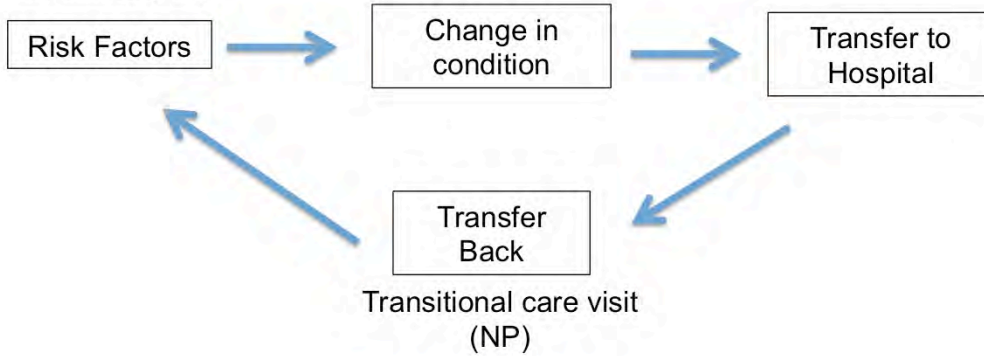 Risk Factors
Change in
condition
Transfer to
Hospital
Transfer
Back
Transitional care visit
(NP)